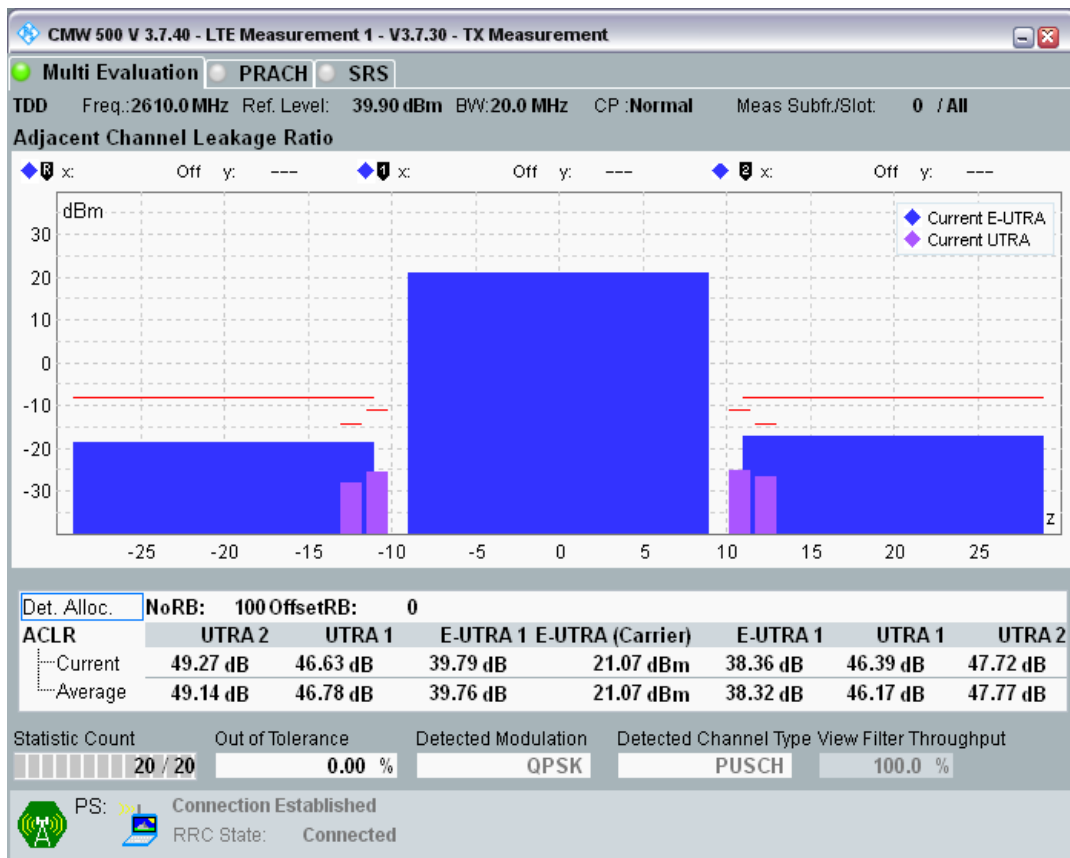 CMW 500 V 3.7.40 - LTE Measurement 1 - V3.7.30 - TX Measurement
Multi Evaluation PRACH SRS
TDD Freq.:2610.0 MHz Ref. Level: 39.90 dBm BW:20.0 MHz CP :Normal Meas Subfr./Slot: 0 / All
Adjacent Channel Leakage Ratio
R x: Off y: --- 1 x: Off y: --- 2 x: Off y: ---
dBm
Current E-UTRA
Current UTRA
30
20
10
0
-10
-20
-30
z
-25 -20 -15 -10 -5 0 5 10 15 20 25
Det. Alloc. NoRB: 100 OffsetRB: 0
ACLR UTRA 2 UTRA 1 E-UTRA 1 E-UTRA (Carrier) E-UTRA 1 UTRA 1 UTRA 2
Current 49.27 dB 46.63 dB 39.79 dB 21.07 dBm 38.36 dB 46.39 dB 47.72 dB
Average 49.14 dB 46.78 dB 39.76 dB 21.07 dBm 38.32 dB 46.17 dB 47.77 dB
Statistic Count Out of Tolerance Detected Modulation Detected Channel Type View Filter Throughput
20 / 20 0.00 % QPSK PUSCH 100.0 %
PS: Connection Established
RRC State: Connected